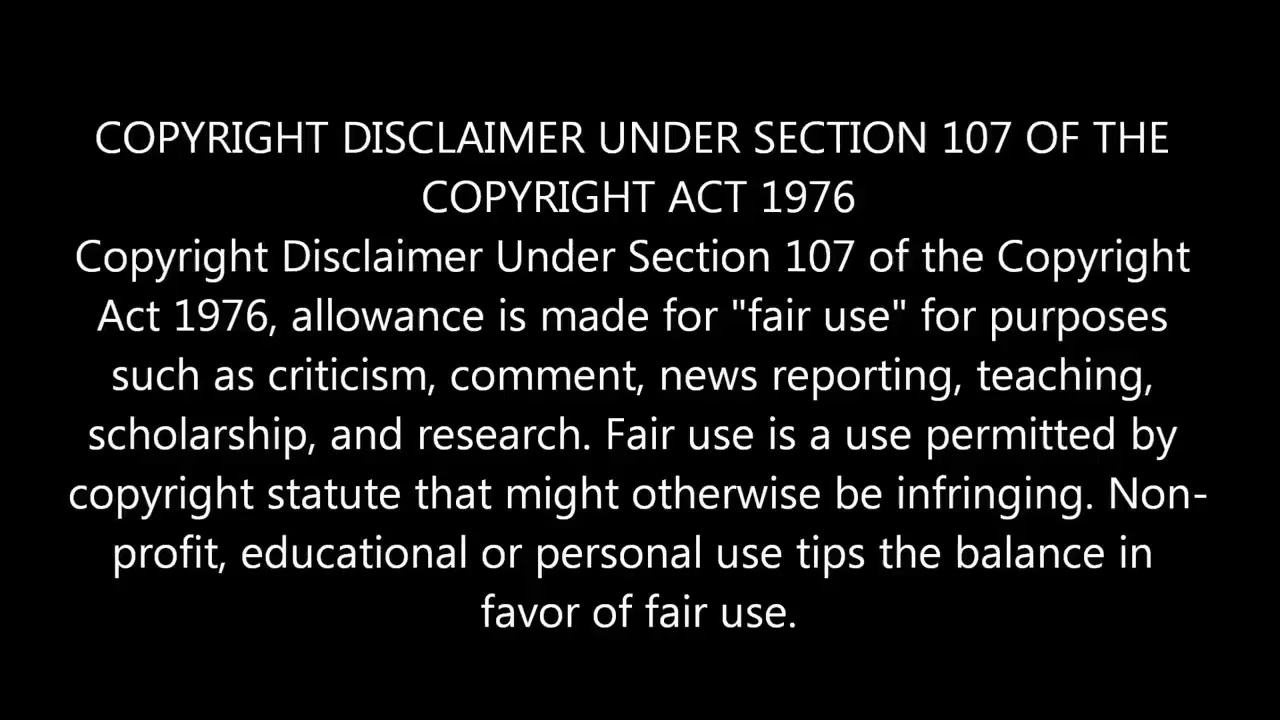 COPYRIGHT DISCLAIMER UNDER SECTION 107 OF THE
COPYRIGHT ACT 1976
Copyright Disclaimer Under Section 107 of the Copyright
Act 1976, allowance is made for "fair use" for purposes
such as criticism, comment, news reporting, teaching,
scholarship, and research. Fair use is a use permitted by
copyright statute that might otherwise be infringing. Non-
profit, educational or personal use tips the balance in
favor of fair use.